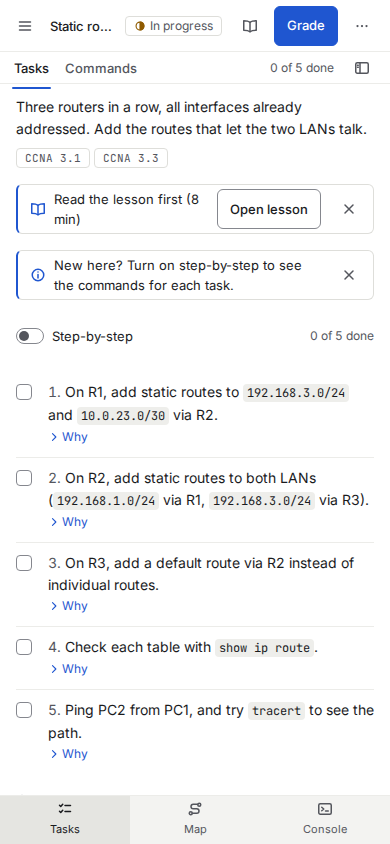 Static ro...
In progress
Grade
Tasks
Commands
0 of 5 done
Three routers in a row, all interfaces already
addressed. Add the routes that let the two LANs talk.
CCNA 3.1
CCNA 3.3
Read the lesson first (8
min)
Open lesson
New here? Turn on step-by-step to see
the commands for each task.
Step-by-step
0 of 5 done
1. On R1, add static routes to 192.168.3.0/24
and 10.0.23.0/30 via R2.
Why
2. On R2, add static routes to both LANs
(192.168.1.0/24 via R1, 192.168.3.0/24 via R3).
Why
3. On R3, add a default route via R2 instead of
individual routes.
Why
4. Check each table with show ip route.
Why
5. Ping PC2 from PC1, and try tracert to see the
path.
Why
Tasks
Map
Console